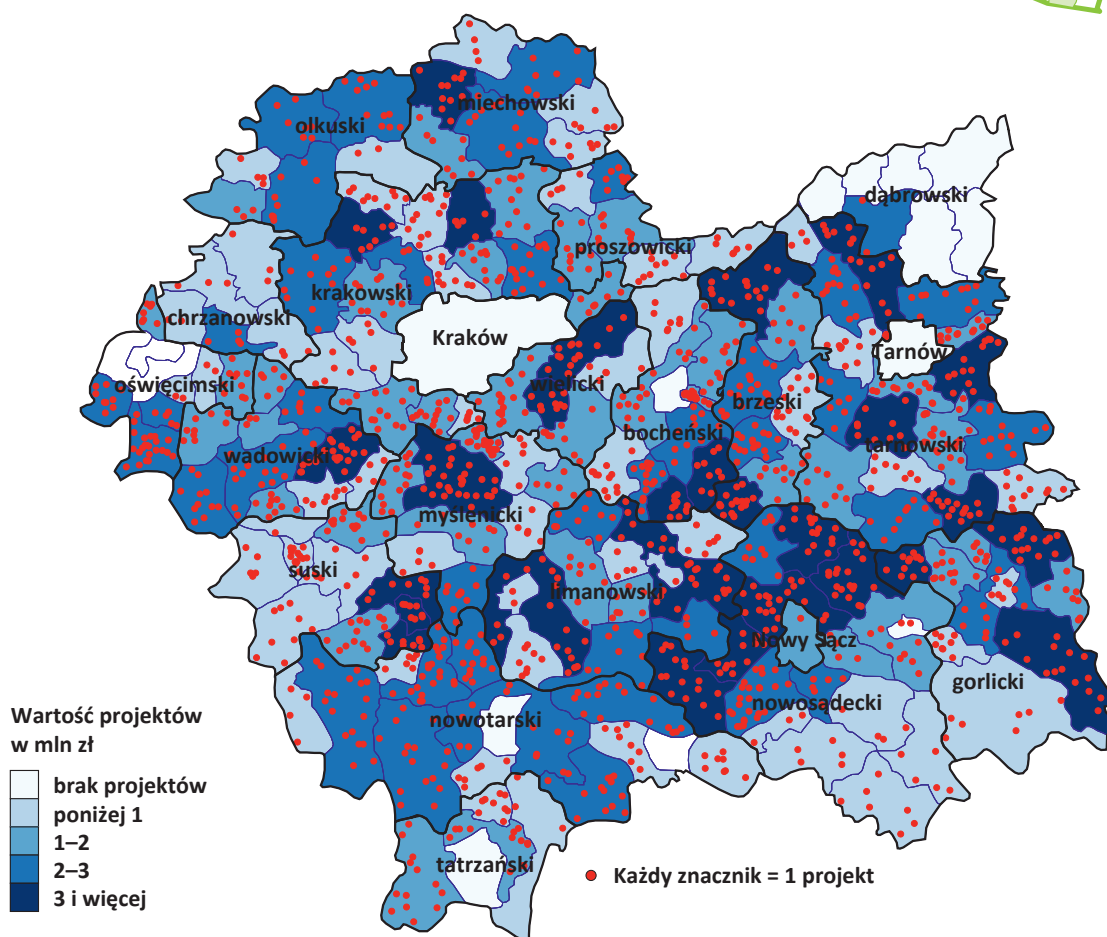 miechowski
olkuski
dąbrowski
proszowicki
krakowski
chrzanowski
Kraków
Tarnów
oświęcimski
wielicki
brzeski
bocheński
wadowicki
tarnowski
myślenicki
suski
limanowski
Nowy Sącz
gorlicki
nowosądecki
nowotarski
tatrzański
Wartość projektów
w mln zł
brak projektów
poniżej 1
1–2
2–3
3 i więcej
Każdy znacznik = 1 projekt